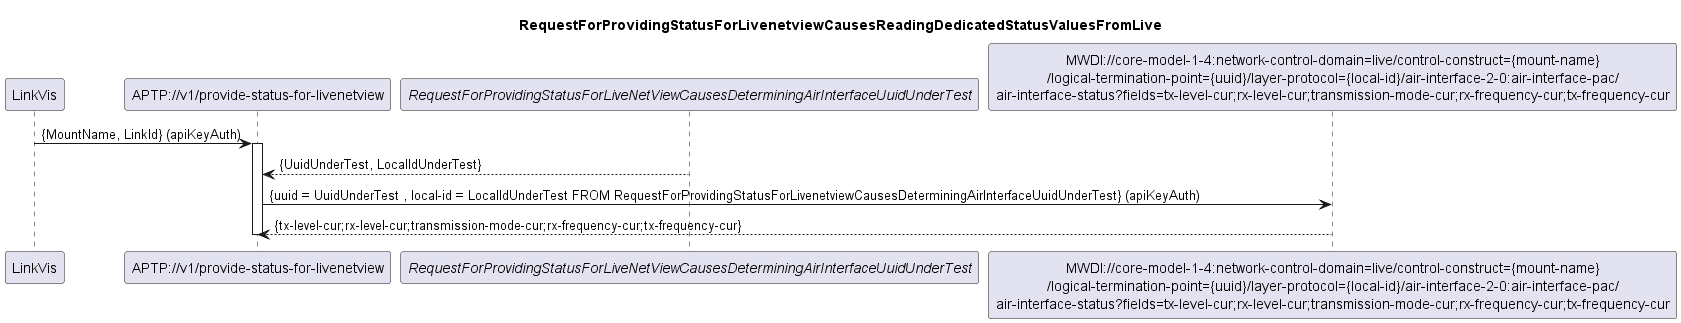 RequestForProvidingStatusForLivenetviewCausesReadingDedicatedStatusValuesFromLive
LinkVis
APTP://v1/provide-status-for-livenetview
RequestForProvidingStatusForLiveNetViewCausesDeterminingAirInterfaceUuidUnderTest
MWDI://core-model-1-4:network-control-domain=live/control-construct={mount-name}
/logical-termination-point={uuid}/layer-protocol={local-id}/air-interface-2-0:air-interface-pac/
air-interface-status?fields=tx-level-cur;rx-level-cur;transmission-mode-cur;rx-frequency-cur;tx-frequency-cur
{MountName, LinkId} (apiKeyAuth)
{UuidUnderTest, LocalIdUnderTest}
{uuid = UuidUnderTest , local-id = LocalIdUnderTest FROM RequestForProvidingStatusForLivenetviewCausesDeterminingAirInterfaceUuidUnderTest} (apiKeyAuth)
{tx-level-cur;rx-level-cur;transmission-mode-cur;rx-frequency-cur;tx-frequency-cur}
LinkVis
APTP://v1/provide-status-for-livenetview
RequestForProvidingStatusForLiveNetViewCausesDeterminingAirInterfaceUuidUnderTest
MWDI://core-model-1-4:network-control-domain=live/control-construct={mount-name}
/logical-termination-point={uuid}/layer-protocol={local-id}/air-interface-2-0:air-interface-pac/
air-interface-status?fields=tx-level-cur;rx-level-cur;transmission-mode-cur;rx-frequency-cur;tx-frequency-cur